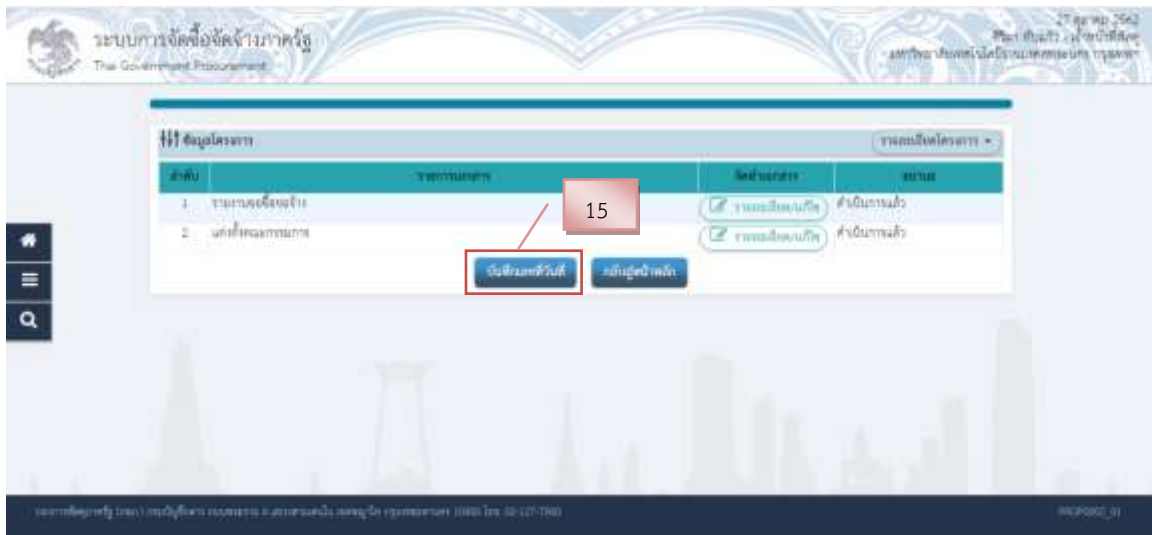 ระบบการจัดซื้อจัดจ้างภาครัฐ
Thai Government Procurement
27 ตุลาคม 2562
ข้อมูลโครงการ
รายละเอียดโครงการ
ลำดับ รายการเอกสาร จัดทำเอกสาร สถานะ
1 รายงานขอซื้อขอจ้าง รายละเอียด/แก้ไข ดำเนินการแล้ว
2 แต่งตั้งคณะกรรมการ รายละเอียด/แก้ไข ดำเนินการแล้ว
15
บันทึกเลขที่วันที่ กลับสู่หน้าหลัก